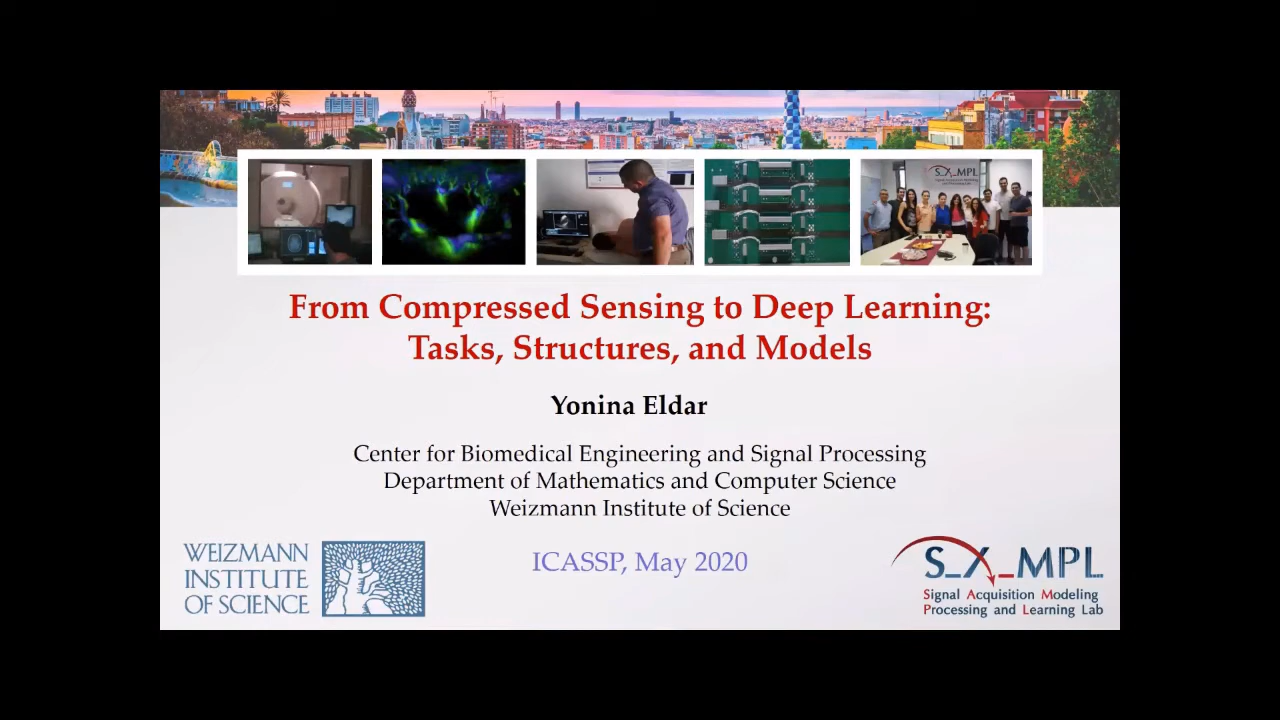 S_X_MPL
From Compressed Sensing to Deep Learning:
Tasks, Structures, and Models
Yonina Eldar
Center for Biomedical Engineering and Signal Processing
Department of Mathematics and Computer Science
Weizmann Institute of Science
WEIZMANN
INSTITUTE
OF SCIENCE
ICASSP, May 2020
S_X_MPL
Signal Acquisition Modeling
Processing and Learning Lab